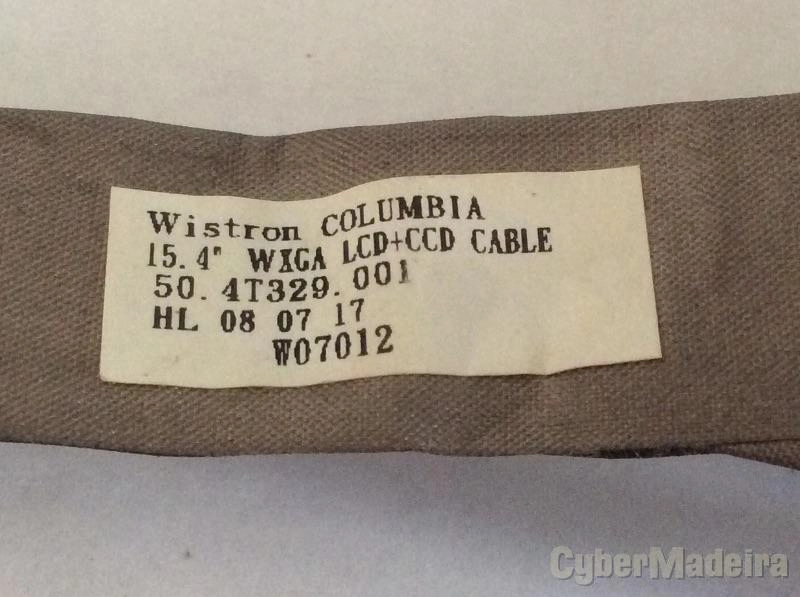 Wistron COLUMBIA
15.4" WXGA LCD+CCD CABLE
50.4T329.001
HL 08 07 17
W07012
CyberMadeira